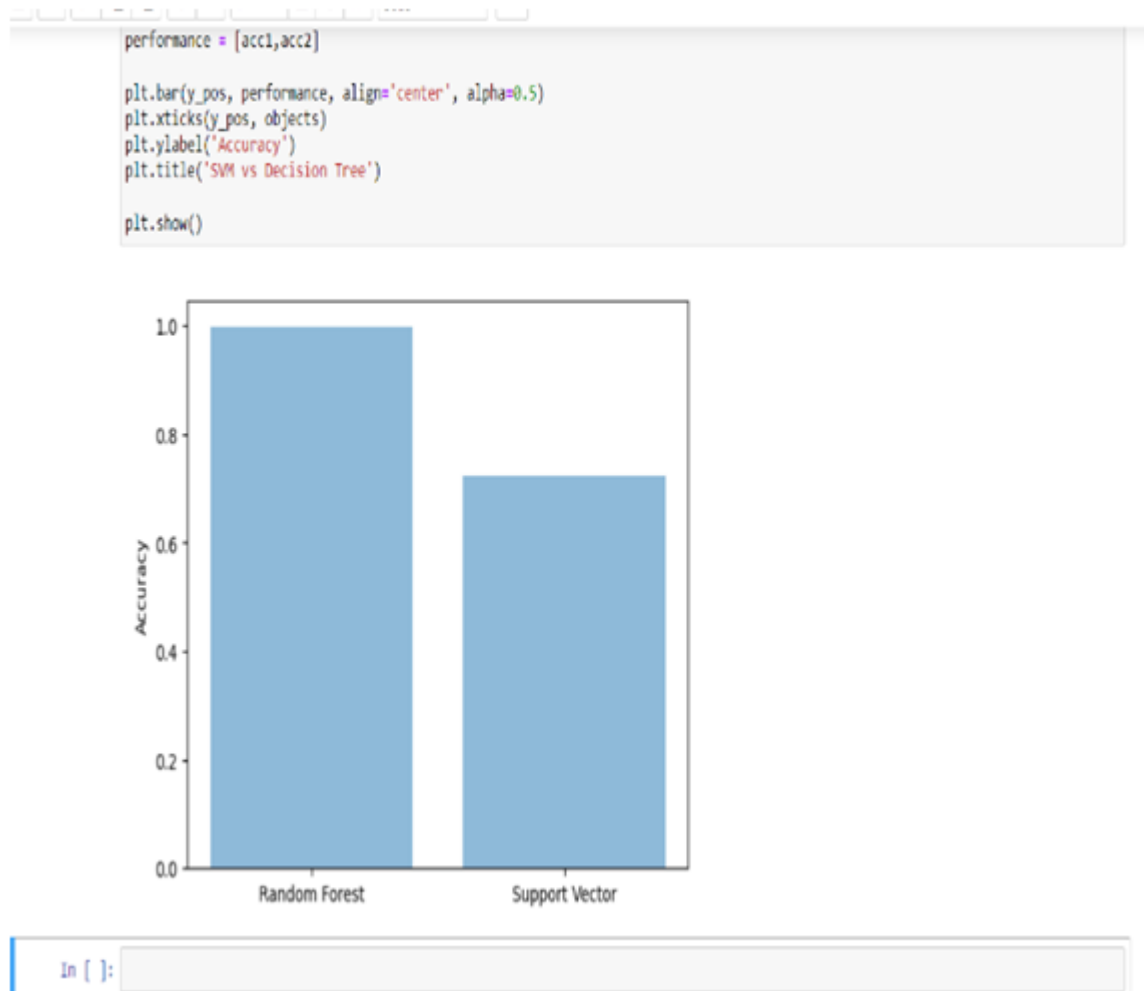 performance = [acc1,acc2]
plt.bar(y_pos, performance, align='center', alpha=0.5)
plt.xticks(y_pos, objects)
plt.ylabel('Accuracy')
plt.title('SVM vs Decision Tree')
plt.show()
1.0
0.8
0.6
0.4
0.2
0.0
Accuracy
Random Forest Support Vector
In [ ]: